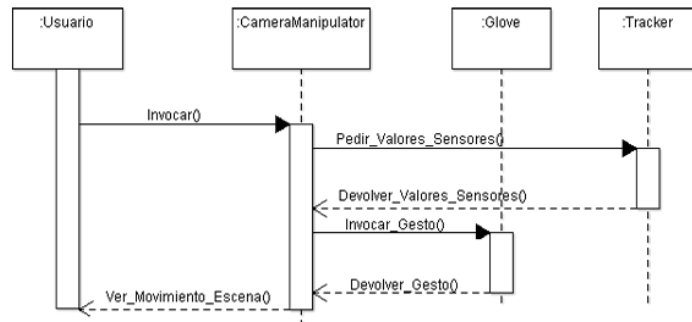 :Usuario
:CameraManipulator
:Glove
:Tracker
Invocar()
Pedir_Valores_Sensores()
Devolver_Valores_Sensores()
Invocar_Gesto()
Devolver_Gesto()
Ver_Movimiento_Escena()